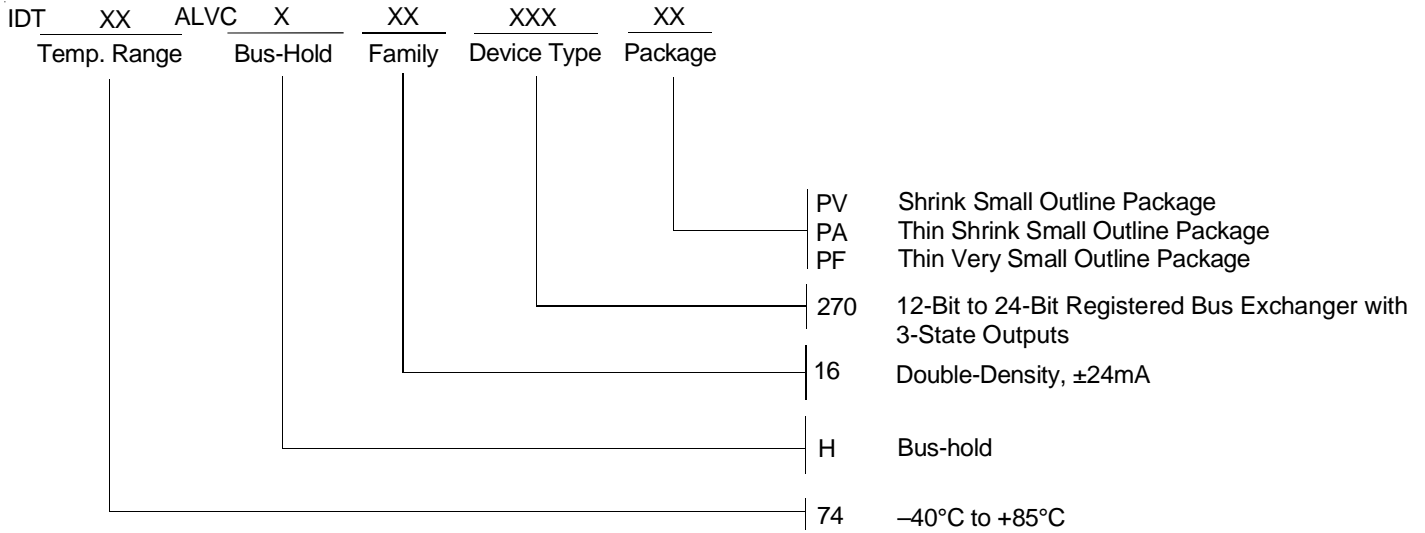 IDT XX ALVC X XX XXX XX
Temp. Range Bus-Hold Family Device Type Package
PV Shrink Small Outline Package
PA Thin Shrink Small Outline Package
PF Thin Very Small Outline Package
270 12-Bit to 24-Bit Registered Bus Exchanger with
3-State Outputs
16 Double-Density, ±24mA
H Bus-hold
74 –40°C to +85°C